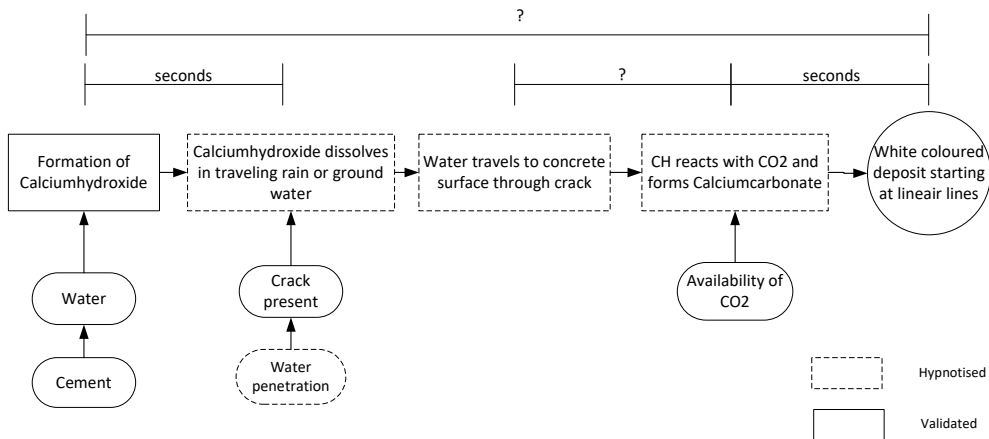 ?
seconds
?
seconds
Formation of
Calciumhydroxide
Calciumhydroxide dissolves
in traveling rain or ground
water
Water travels to concrete
surface through crack
CH reacts with CO2 and
forms Calciumcarbonate
White coloured
deposit starting
at lineair lines
Water
Cement
Crack
present
Water
penetration
Availability of
CO2
Hypnotised
Validated